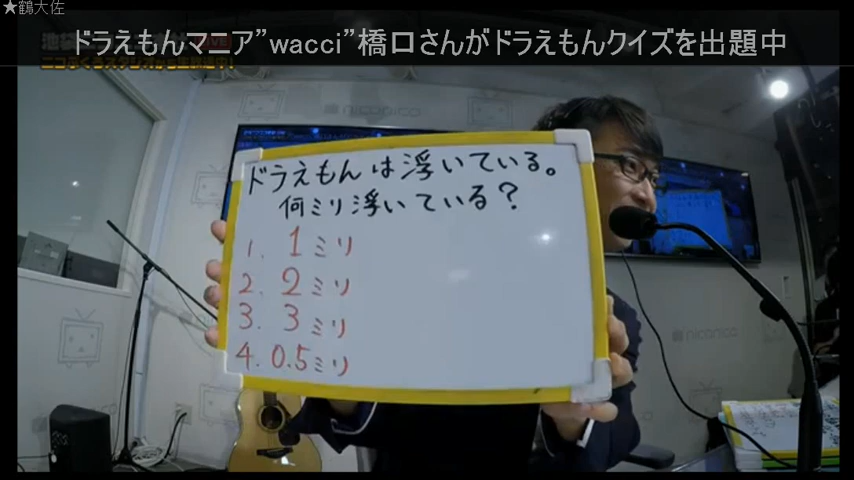 ★鶴大佐
ドラえもんマニア”wacci”橋口さんがドラえもんクイズを出題中
niconico
ドラえもんは浮いている。
何ミリ浮いている?
1. 1ミリ
2. 2ミリ
3. 3ミリ
4. 0.5ミリ
niconico